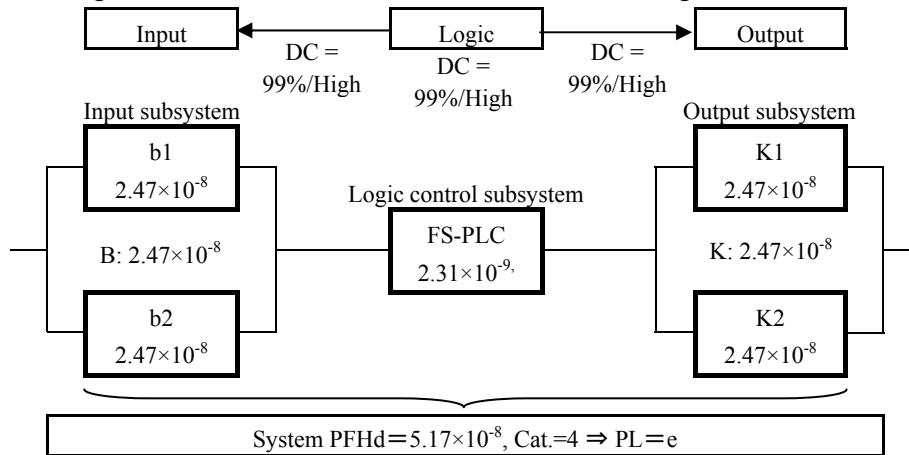 Input
Logic
Output
DC =
99%/High
DC =
99%/High
DC =
99%/High
Input subsystem
Output subsystem
b1
2.47×10⁻⁸
K1
2.47×10⁻⁸
Logic control subsystem
FS-PLC
2.31×10⁻⁹,
B: 2.47×10⁻⁸
K: 2.47×10⁻⁸
b2
2.47×10⁻⁸
K2
2.47×10⁻⁸
System PFHd＝5.17×10⁻⁸, Cat.=4 ⇒ PL＝e